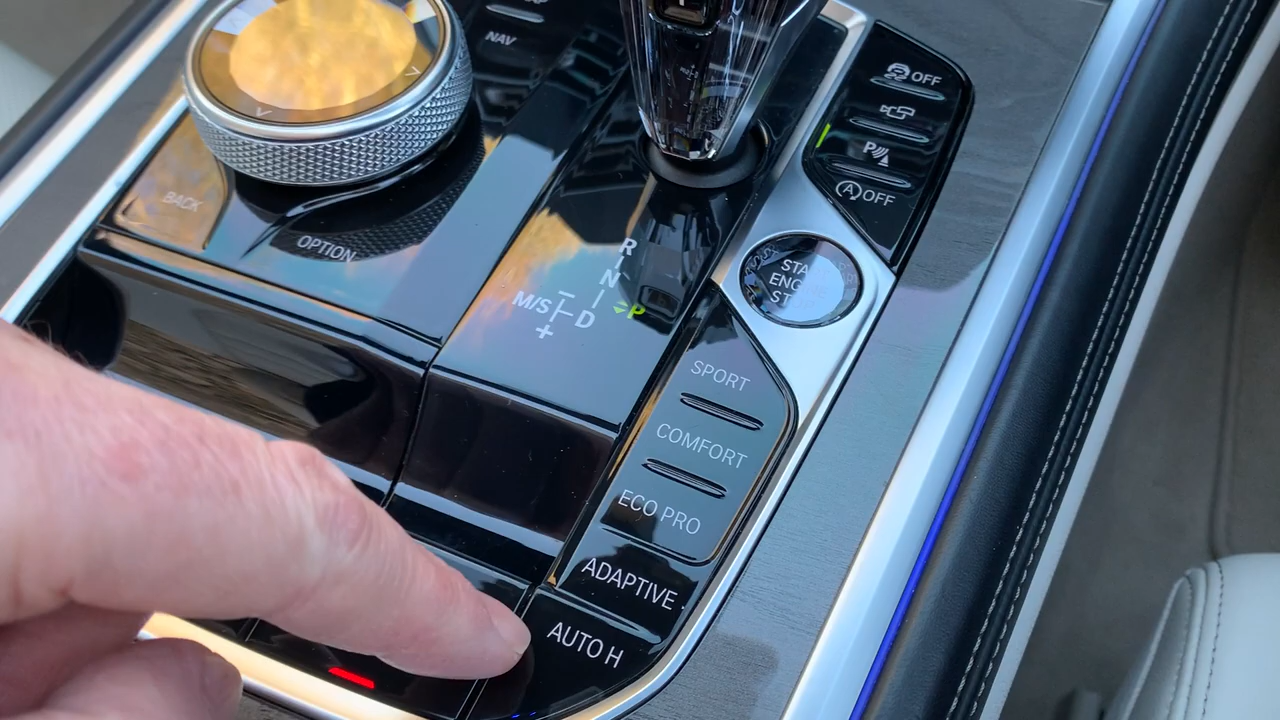 NAV
OFF
P
A OFF
BACK
OPTION
R
N
M/S
D
P
+
SPORT
COMFORT
ECO PRO
ADAPTIVE
AUTO H